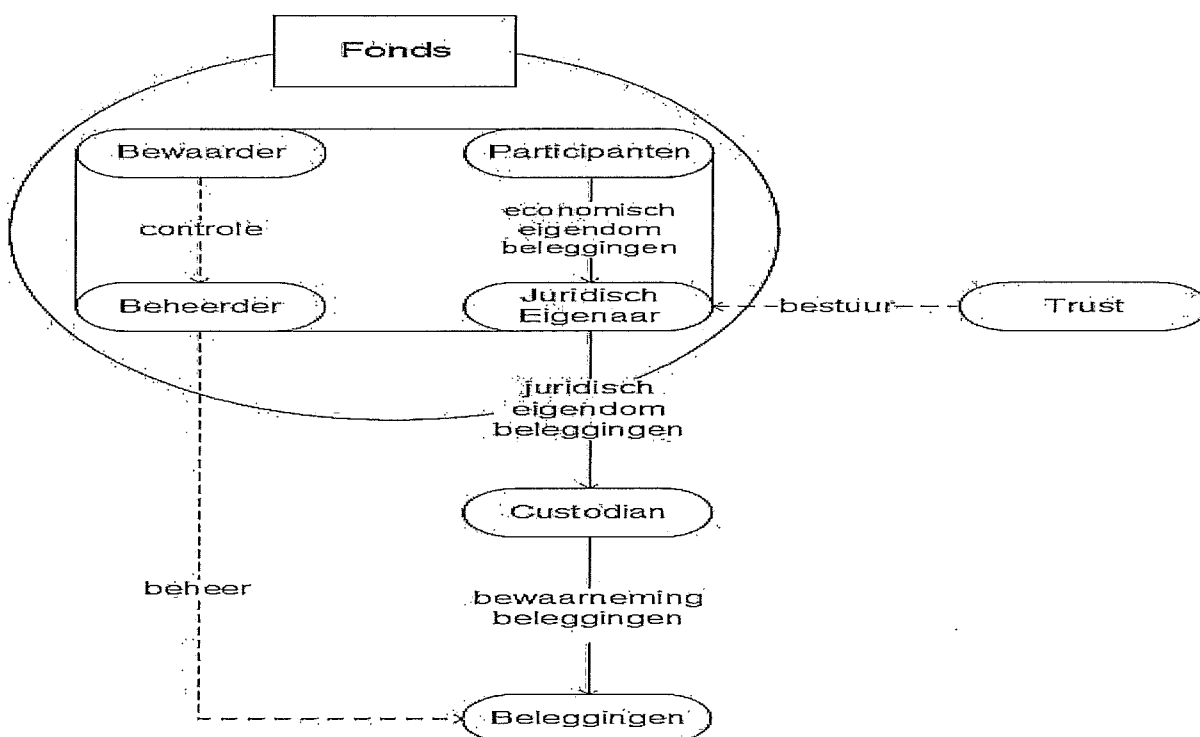 Fonds
Bewaarder
Participanten
controle
economisch
eigendom
beleggingen
Beheerder
Juridisch
Eigenaar
bestuur
Trust
juridisch
eigendom
beleggingen
Custodian
beheer
bewaarneming
beleggingen
Beleggingen